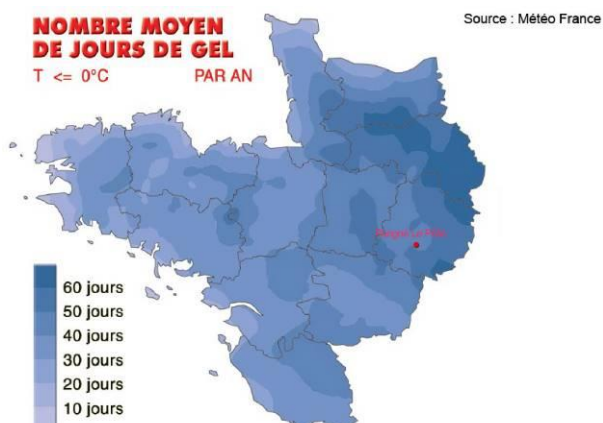 NOMBRE MOYEN
DE JOURS DE GEL
T <= 0°C PAR AN
Source : Météo France
60 jours
50 jours
40 jours
30 jours
20 jours
10 jours